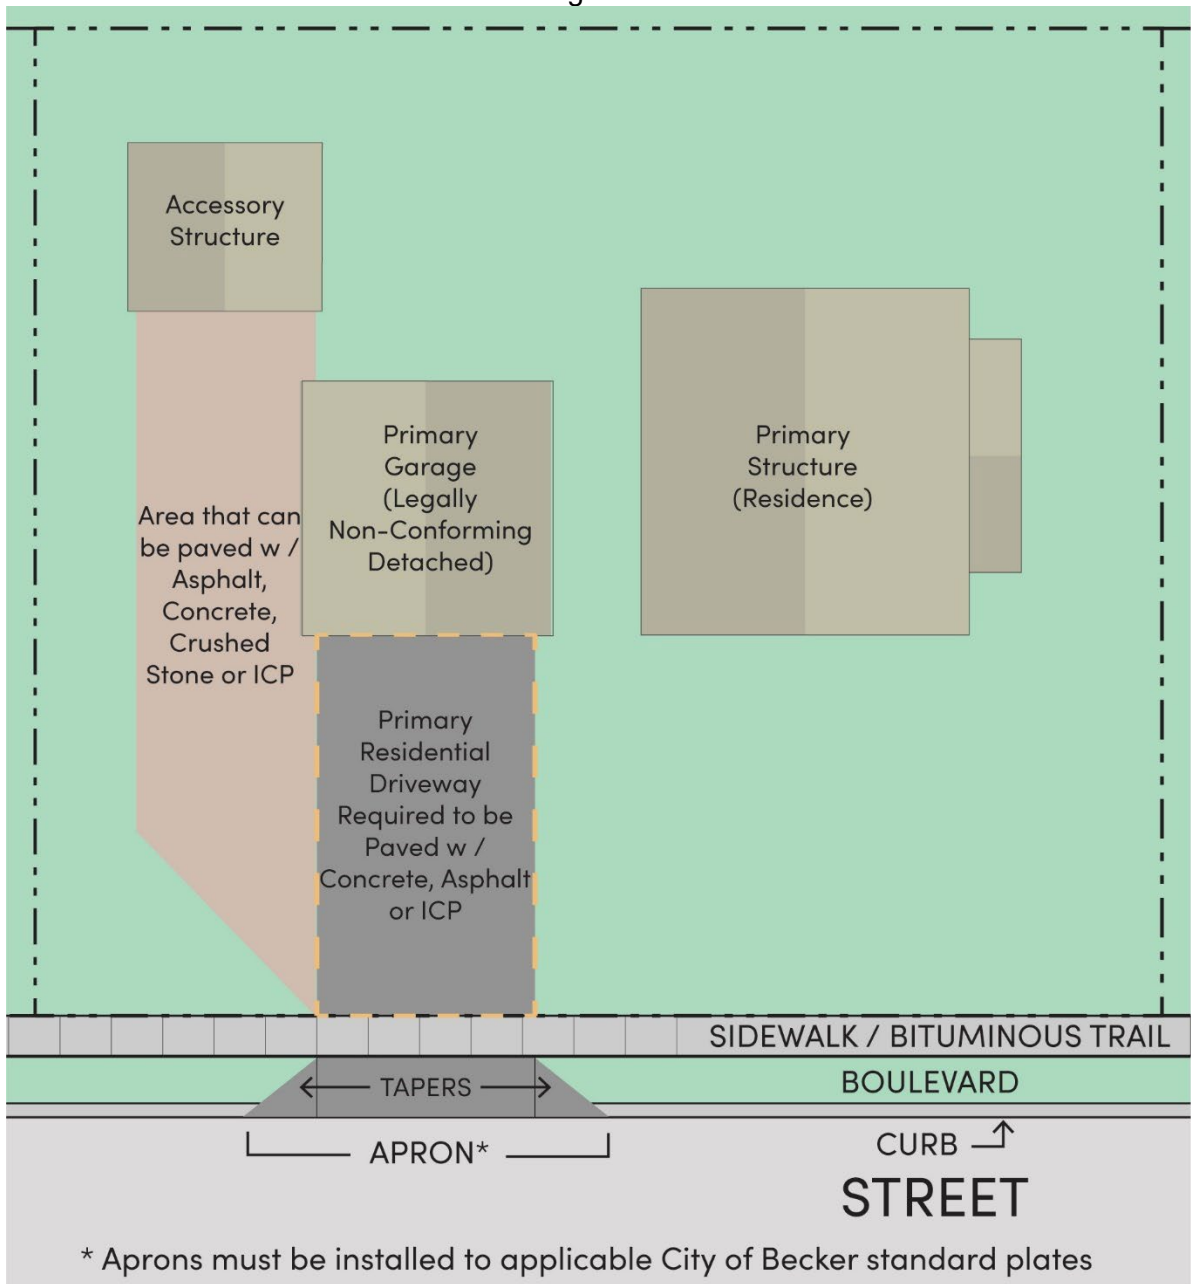 Accessory
Structure
Primary
Garage
(Legally
Non-Conforming
Detached)
Primary
Structure
(Residence)
Area that can
be paved w /
Asphalt,
Concrete,
Crushed
Stone or ICP
Primary
Residential
Driveway
Required to be
Paved w /
Concrete, Asphalt
or ICP
SIDEWALK / BITUMINOUS TRAIL
TAPERS
BOULEVARD
APRON*
CURB
STREET
* Aprons must be installed to applicable City of Becker standard plates